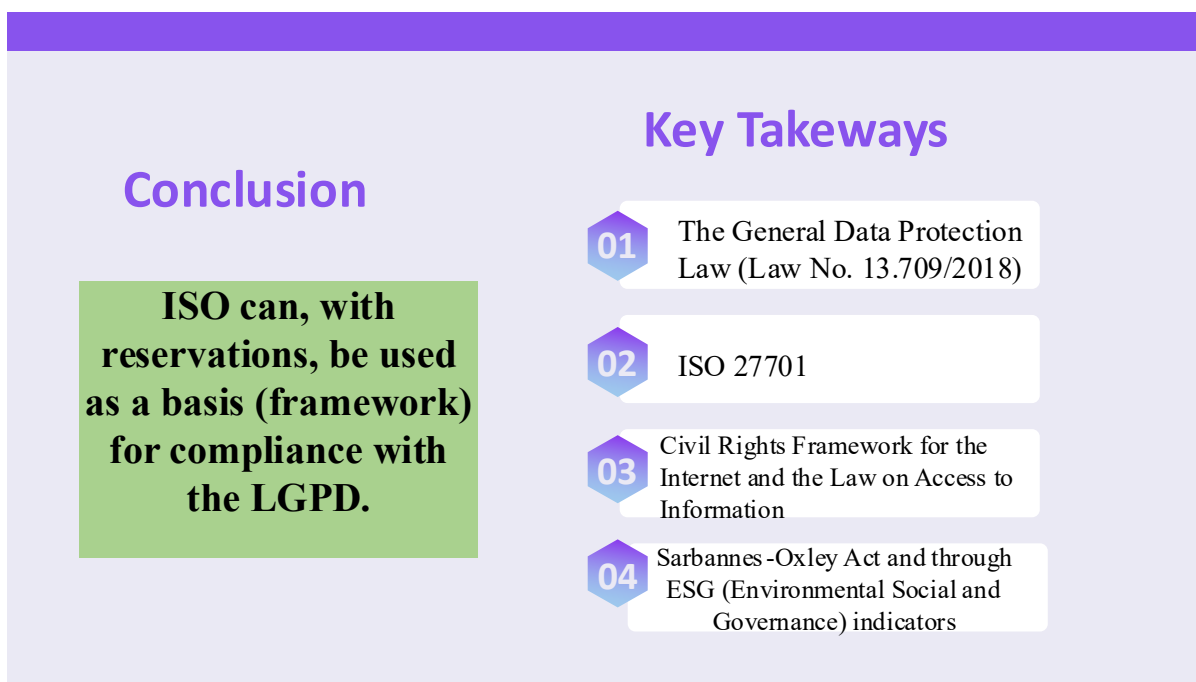 Conclusion
ISO can, with
reservations, be used
as a basis (framework)
for compliance with
the LGPD.
Key Takeways
01
The General Data Protection
Law (Law No. 13.709/2018)
02
ISO 27701
03
Civil Rights Framework for the
Internet and the Law on Access to
Information
04
Sarbannes-Oxley Act and through
ESG (Environmental Social and
Governance) indicators